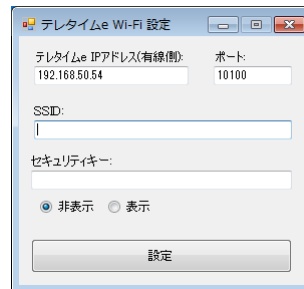 テレタイムe Wi-Fi 設定
テレタイムe IPアドレス(有線側): ポート:
192.168.50.54 10100
SSID:
セキュリティキー:
非表示 表示
設定